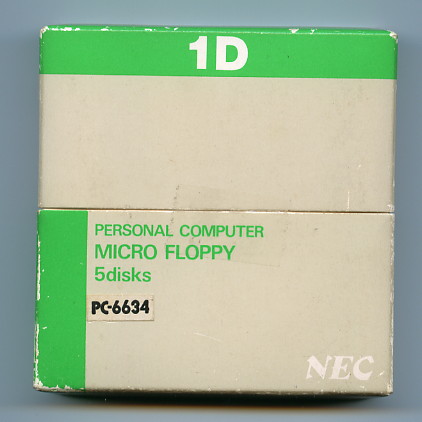 1D
PERSONAL COMPUTER
MICRO FLOPPY
5disks
PC-6634
NEC